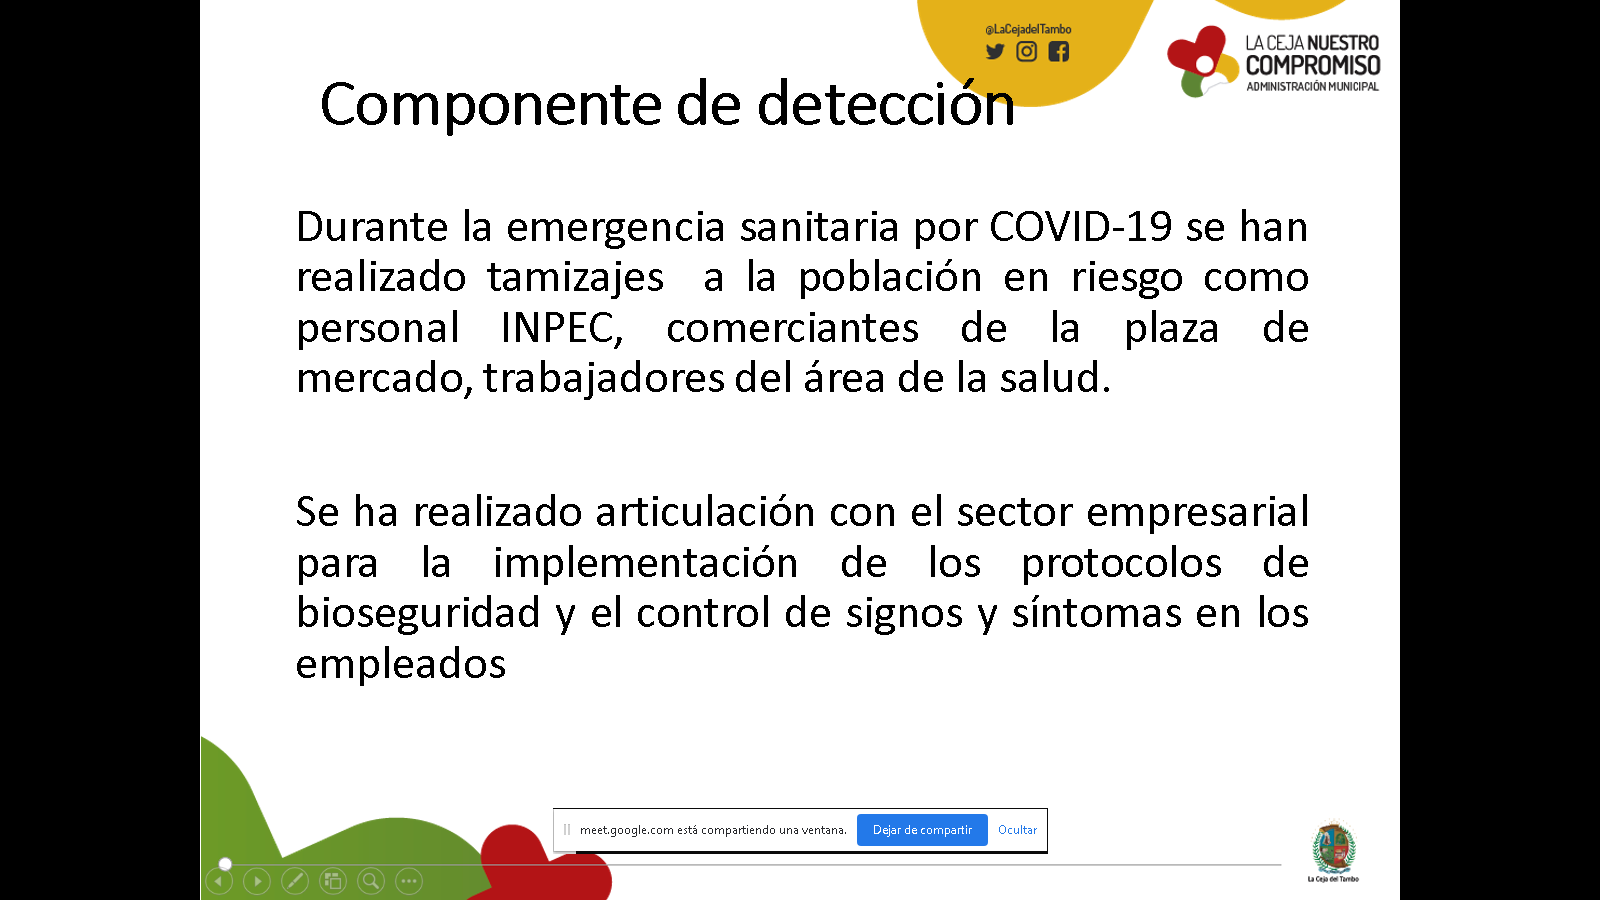 @LaCejadelTambo
LA CEJA NUESTRO
COMPROMISO
ADMINISTRACIÓN MUNICIPAL
Componente de detección
Durante la emergencia sanitaria por COVID-19 se han
realizado tamizajes a la población en riesgo como
personal INPEC, comerciantes de la plaza de
mercado, trabajadores del área de la salud.
Se ha realizado articulación con el sector empresarial
para la implementación de los protocolos de
bioseguridad y el control de signos y síntomas en los
empleados
meet.google.com está compartiendo una ventana. Dejar de compartir Ocultar
La Ceja del Tambo